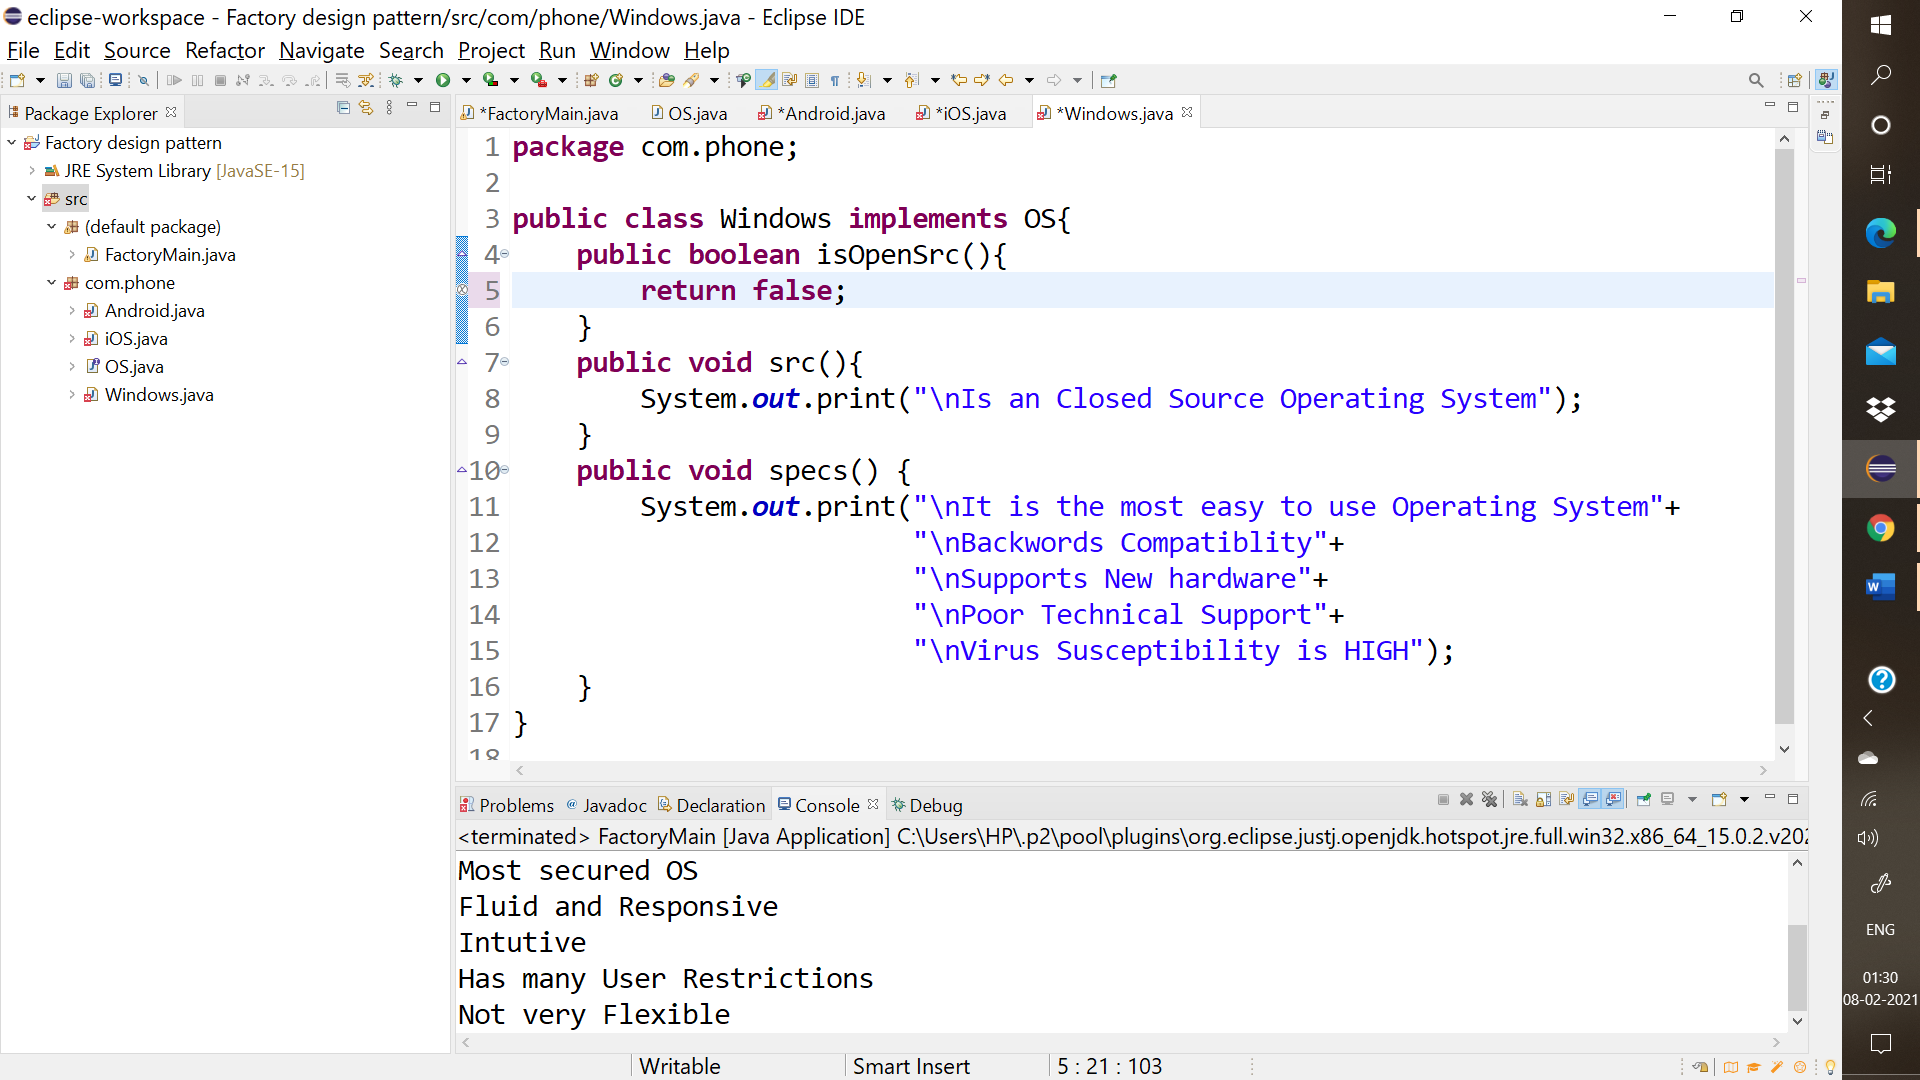 eclipse-workspace - Factory design pattern/src/com/phone/Windows.java - Eclipse IDE
File Edit Source Refactor Navigate Search Project Run Window Help
Package Explorer
Factory design pattern
JRE System Library [JavaSE-15]
src
(default package)
FactoryMain.java
com.phone
Android.java
iOS.java
OS.java
Windows.java
*FactoryMain.java OS.java *Android.java *iOS.java *Windows.java
1 package com.phone;
2
3 public class Windows implements OS{
4 public boolean isOpenSrc(){
5 return false;
6 }
7 public void src(){
8 System.out.print("\nIs an Closed Source Operating System");
9 }
10 public void specs() {
11 System.out.print("\nIt is the most easy to use Operating System"+
12 "\nBackwords Compatiblity"+
13 "\nSupports New hardware"+
14 "\nPoor Technical Support"+
15 "\nVirus Susceptibility is HIGH");
16 }
17 }
18
Problems Javadoc Declaration Console Debug
<terminated> FactoryMain [Java Application] C:\Users\HP\.p2\pool\plugins\org.eclipse.justj.openjdk.hotspot.jre.full.win32.x86_64_15.0.2.v202
Most secured OS
Fluid and Responsive
Intutive
Has many User Restrictions
Not very Flexible
Writable Smart Insert 5 : 21 : 103
ENG
01:30
08-02-2021